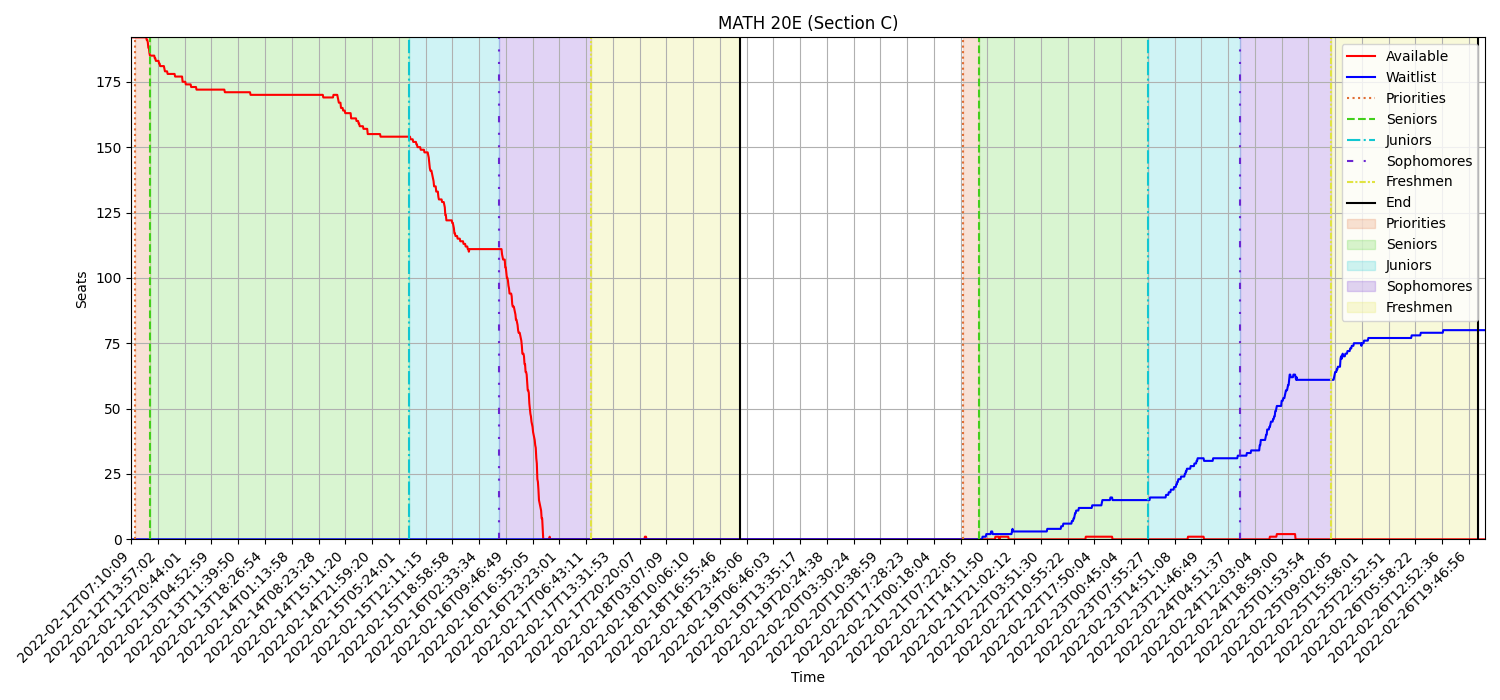 MATH 20E (Section C)
Seats
175
150
125
100
75
50
25
0
Available
Waitlist
Priorities
Seniors
Juniors
Sophomores
Freshmen
End
Priorities
Seniors
Juniors
Sophomores
Freshmen
2022-02-12T07:10:09
2022-02-12T13:57:02
2022-02-12T20:44:01
2022-02-13T04:52:59
2022-02-13T11:39:50
2022-02-13T18:26:54
2022-02-14T01:13:58
2022-02-14T08:23:28
2022-02-14T15:11:20
2022-02-14T21:59:20
2022-02-15T05:24:01
2022-02-15T12:11:15
2022-02-15T18:58:58
2022-02-16T02:33:34
2022-02-16T09:46:49
2022-02-16T16:35:05
2022-02-16T23:23:01
2022-02-17T06:43:11
2022-02-17T13:31:53
2022-02-17T20:20:07
2022-02-18T03:07:09
2022-02-18T10:06:10
2022-02-18T16:55:46
2022-02-18T23:45:06
2022-02-19T06:46:03
2022-02-19T13:35:17
2022-02-19T20:24:38
2022-02-20T03:30:24
2022-02-20T10:38:59
2022-02-20T17:28:23
2022-02-21T00:18:04
2022-02-21T07:22:05
2022-02-21T14:11:50
2022-02-21T21:02:12
2022-02-22T03:51:30
2022-02-22T10:55:22
2022-02-22T17:50:04
2022-02-23T00:45:04
2022-02-23T07:55:27
2022-02-23T14:51:08
2022-02-23T21:46:49
2022-02-24T04:51:37
2022-02-24T12:03:04
2022-02-24T18:59:00
2022-02-25T01:53:54
2022-02-25T09:02:05
2022-02-25T15:58:01
2022-02-25T22:52:51
2022-02-26T05:58:22
2022-02-26T12:52:36
2022-02-26T19:46:56
Time